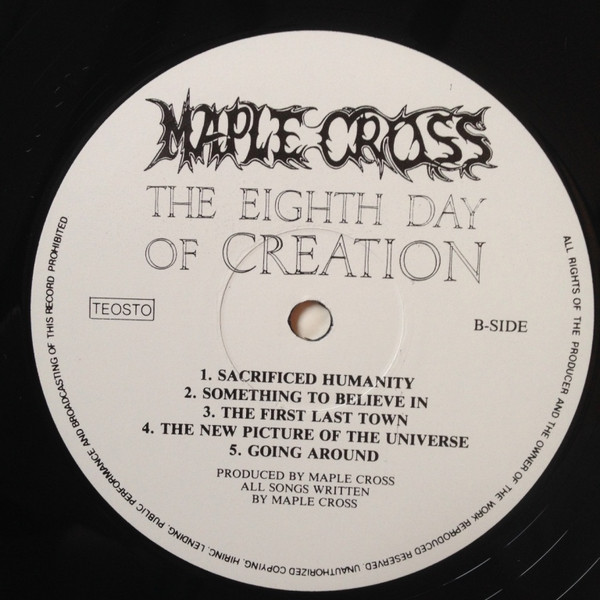 MAPLE CROSS
THE EIGHTH DAY
OF CREATION
TEOSTO
B-SIDE
1. SACRIFICED HUMANITY
2. SOMETHING TO BELIEVE IN
3. THE FIRST LAST TOWN
4. THE NEW PICTURE OF THE UNIVERSE
5. GOING AROUND
PRODUCED BY MAPLE CROSS
ALL SONGS WRITTEN
BY MAPLE CROSS
ALL RIGHTS OF THE PRODUCER AND THE OWNER OF THE WORK REPRODUCED RESERVED. UNAUTHORIZED COPYING, HIRING, LENDING, PUBLIC PERFORMANCE AND BROADCASTING OF THIS RECORD PROHIBITED